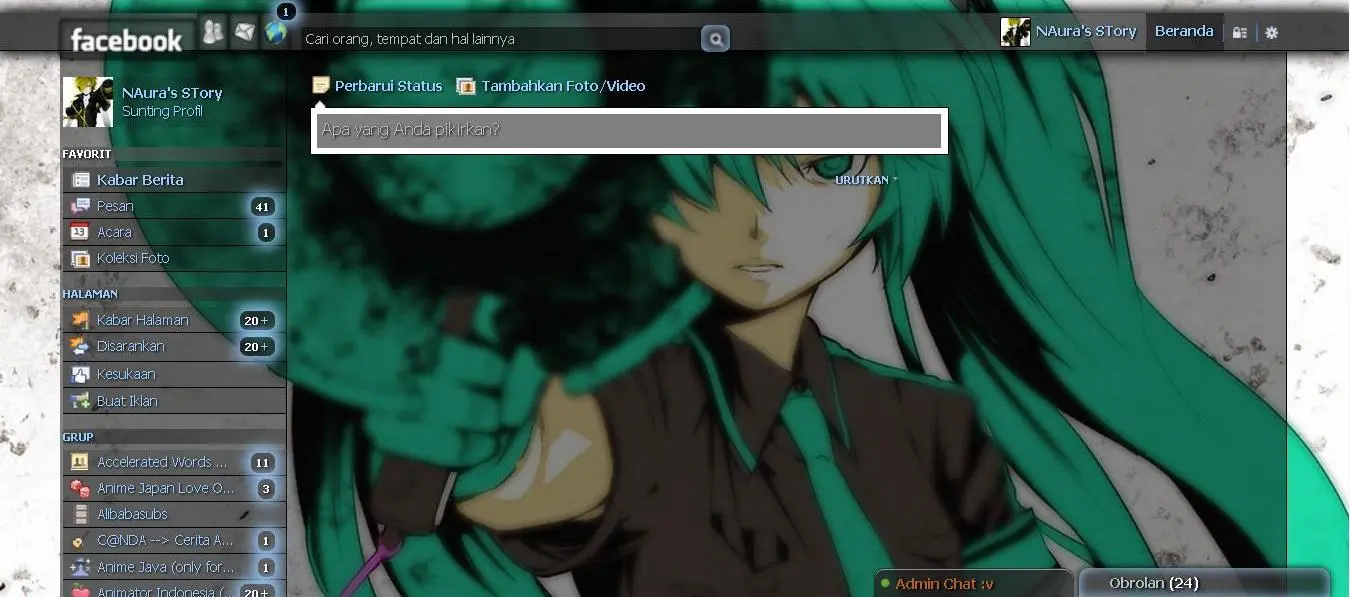 1
facebook
Cari orang, tempat dan hal lainnya
NAura's STory
Beranda
NAura's STory
Sunting Profil
Perbarui Status
Tambahkan Foto/Video
Apa yang Anda pikirkan?
URUTKAN
FAVORIT
Kabar Berita
Pesan 41
13 Acara 1
Koleksi Foto
HALAMAN
Kabar Halaman 20+
Disarankan 20+
Kesukaan
Buat Iklan
GRUP
Accelerated Words ... 11
Anime Japan Love O... 3
Alibabasubs
C@NDA --> Cerita A... 1
Anime Java (only for... 1
Animator Indonesia (... 20+
Admin Chat :v
Obrolan (24)